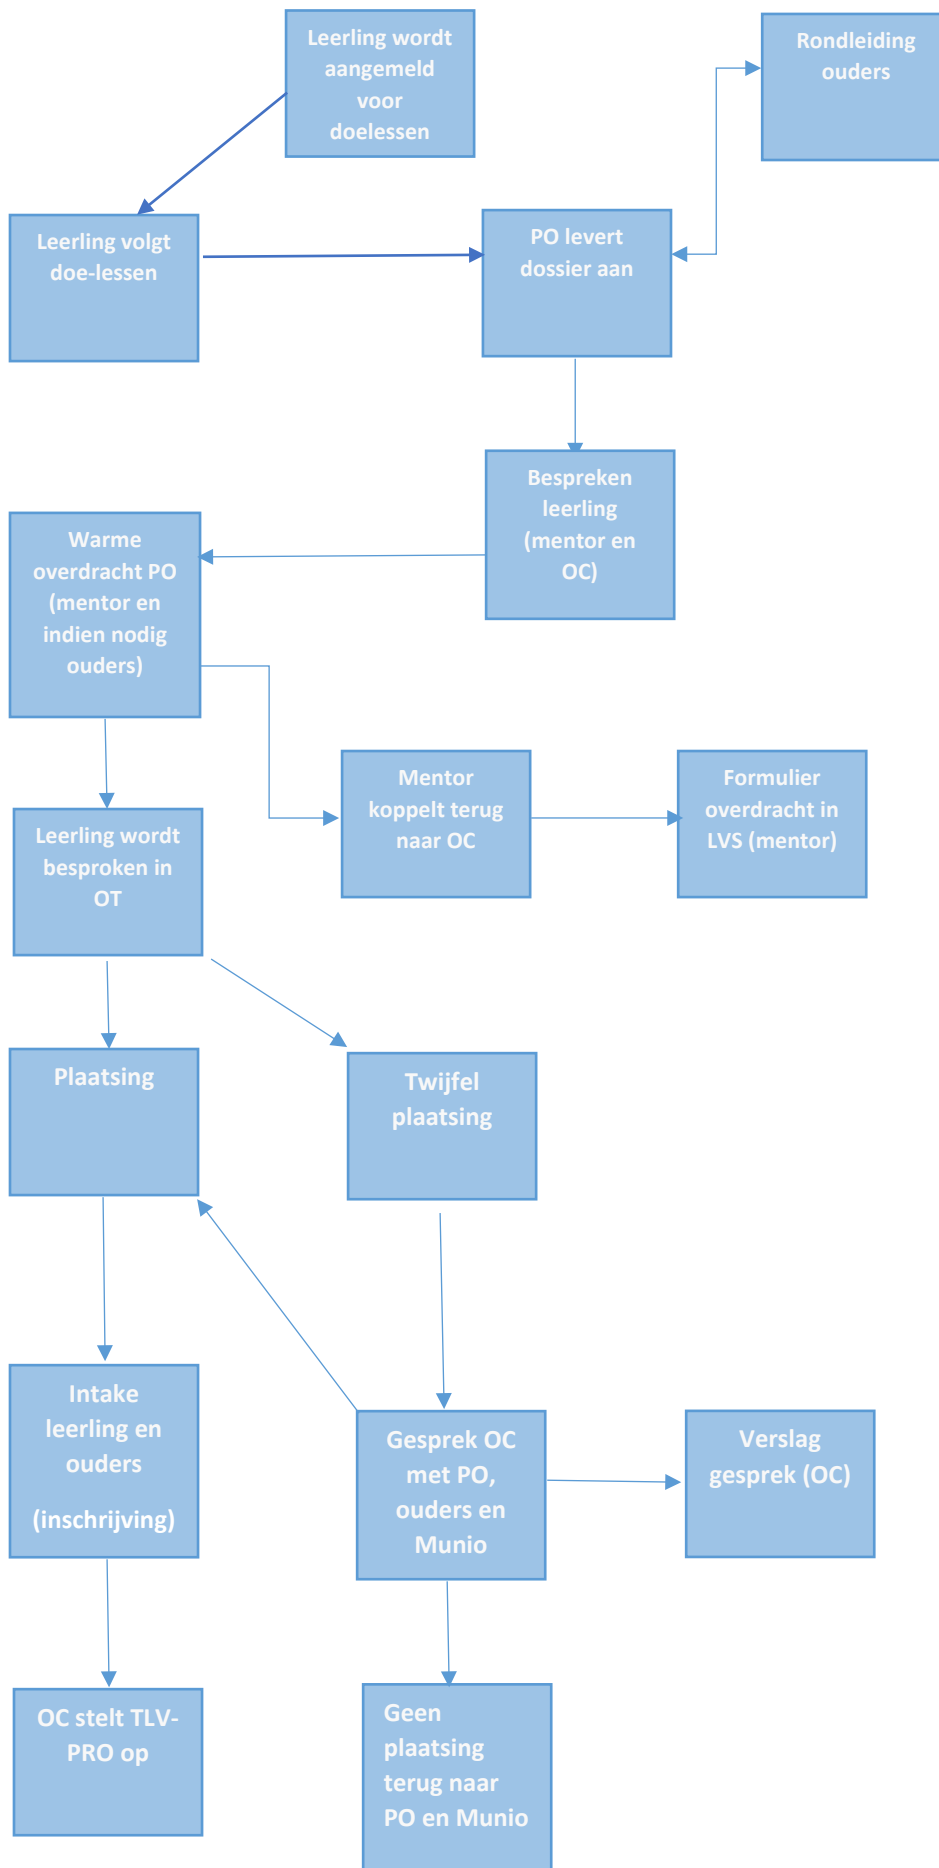 Leerling wordt
aangemeld
voor
doelessen
Rondleiding
ouders
Leerling volgt
doe-lessen
PO levert
dossier aan
Bespreken
leerling
(mentor en
OC)
Warme
overdracht PO
(mentor en
indien nodig
ouders)
Mentor
koppelt terug
naar OC
Formulier
overdracht in
LVS (mentor)
Leerling wordt
besproken in
OT
Plaatsing
Twijfel
plaatsing
Intake
leerling en
ouders
(inschrijving)
Gesprek OC
met PO,
ouders en
Munio
Verslag
gesprek (OC)
OC stelt TLV-
PRO op
Geen
plaatsing
terug naar
PO en Munio